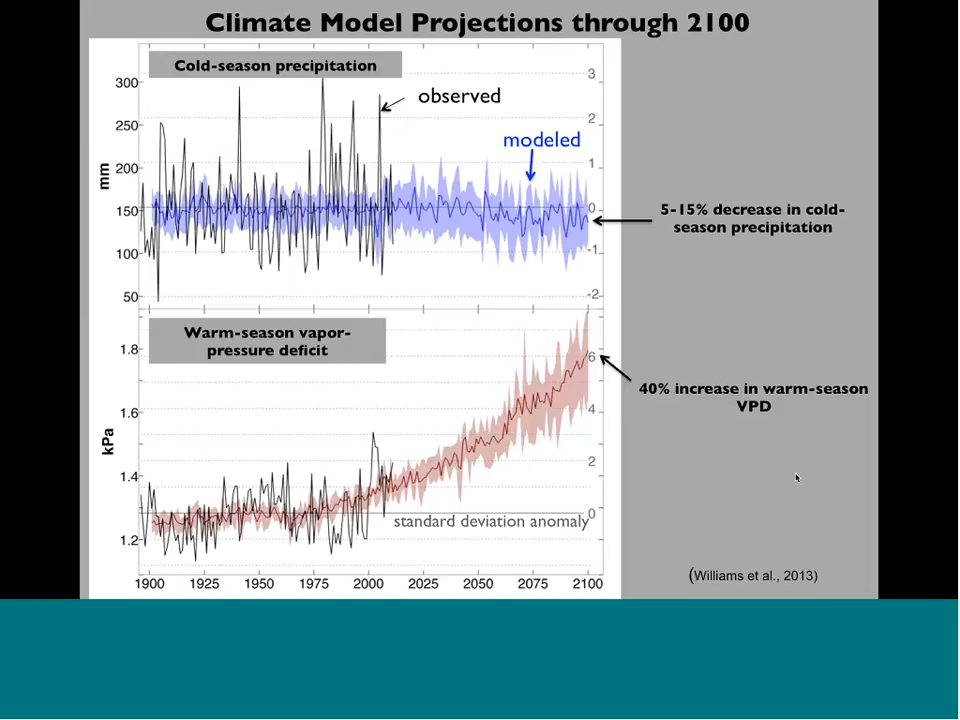 Climate Model Projections through 2100
Cold-season precipitation
observed
modeled
300
250
200
150
100
50
mm
3
2
1
0
-1
-2
5-15% decrease in cold-
season precipitation
Warm-season vapor-
pressure deficit
1.8
1.6
1.4
1.2
kPa
6
4
2
0
40% increase in warm-season
VPD
standard deviation anomaly
1900 1925 1950 1975 2000 2025 2050 2075 2100
(Williams et al., 2013)